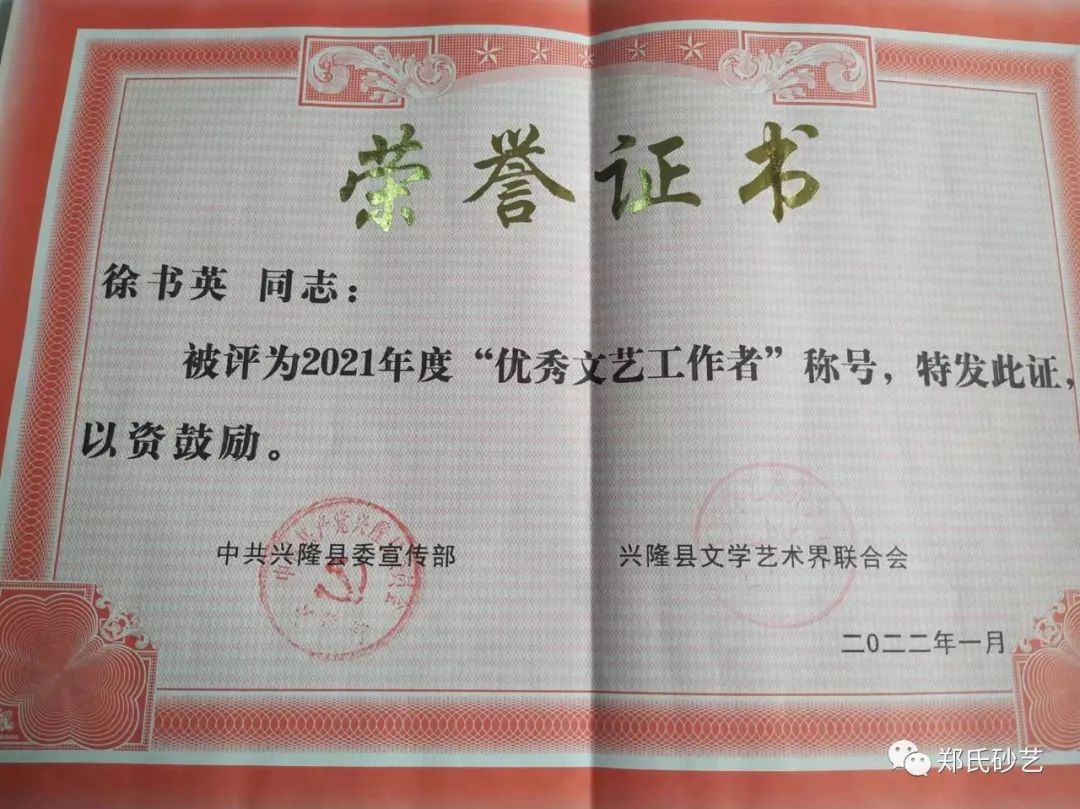 荣誉证书
徐书英 同志：
被评为2021年度“优秀文艺工作者”称号，特发此证，
以资鼓励。
中共兴隆县委宣传部 兴隆县文学艺术界联合会
二〇二二年一月
郑氏砂艺